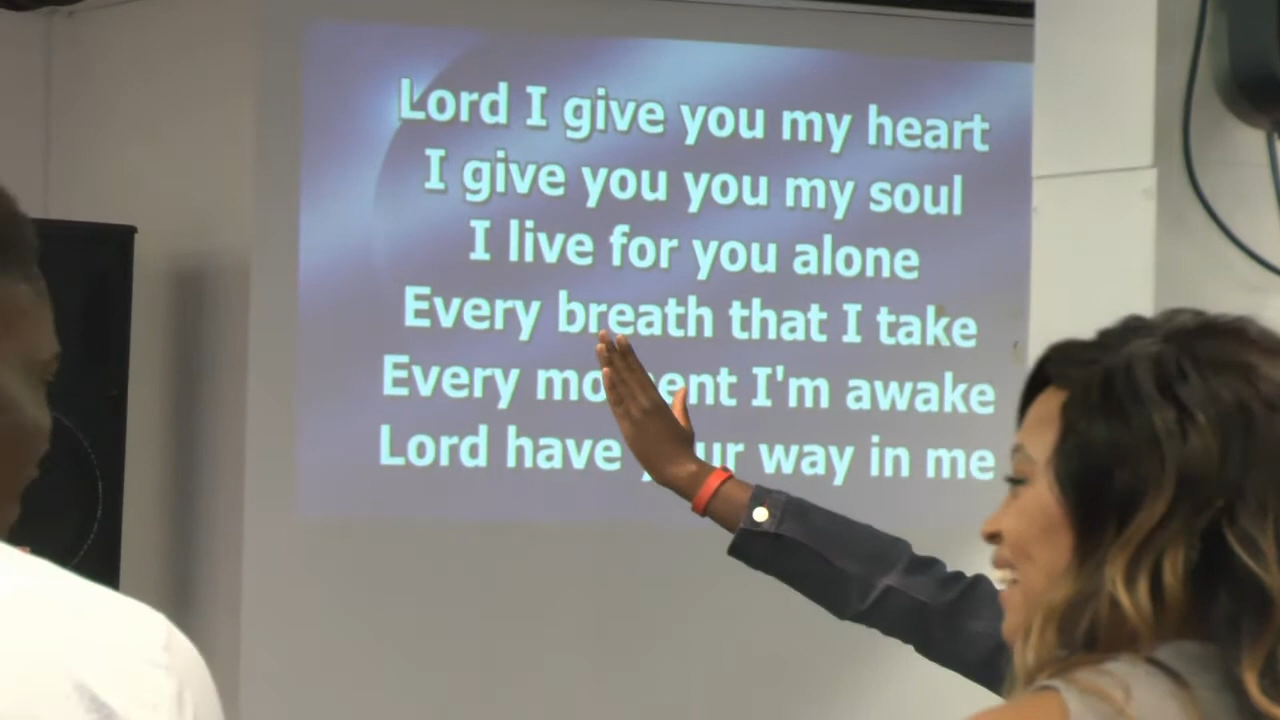 Lord I give you my heart
I give you you my soul
I live for you alone
Every breath that I take
Every moment I'm awake
Lord have your way in me